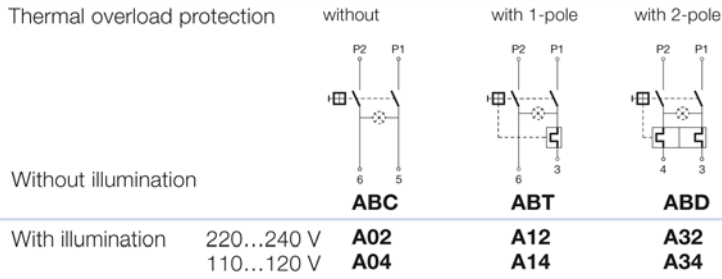 Thermal overload protection without with 1-pole with 2-pole
P2 P1 P2 P1 P2 P1
6 5 6 3 4 3
Without illumination
ABC ABT ABD
With illumination 220...240 V A02 A12 A32
110...120 V A04 A14 A34